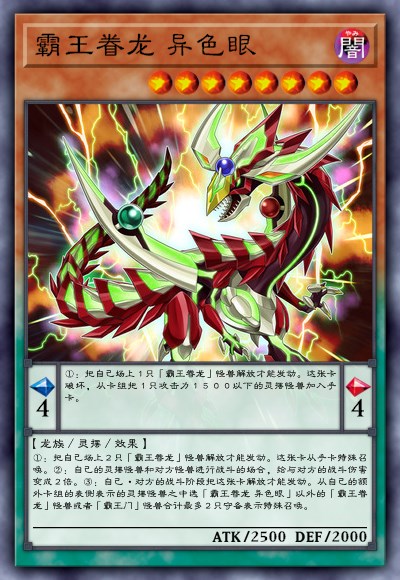 霸王眷龙 异色眼
やみ
闇
①：把自己场上1只「霸王眷龙」怪兽解放才能发动。这张卡
破坏，从卡组把1只攻击力1500以下的灵摆怪兽加入手
卡。
4
4
【龙族／灵摆／效果】
①：把自己场上2只「霸王眷龙」怪兽解放才能发动。这张卡从手卡特殊召
唤。②：自己的灵摆怪兽和对方怪兽进行战斗的场合，给与对方的战斗伤害
变成2倍。③：自己·对方的战斗阶段把这张卡解放才能发动。从自己的额
外卡组的表侧表示的灵摆怪兽之中选「霸王眷龙 异色眼」以外的「霸王眷
龙」怪兽或者「霸王门」怪兽合计最多2只守备表示特殊召唤。
ATK/2500 DEF/2000